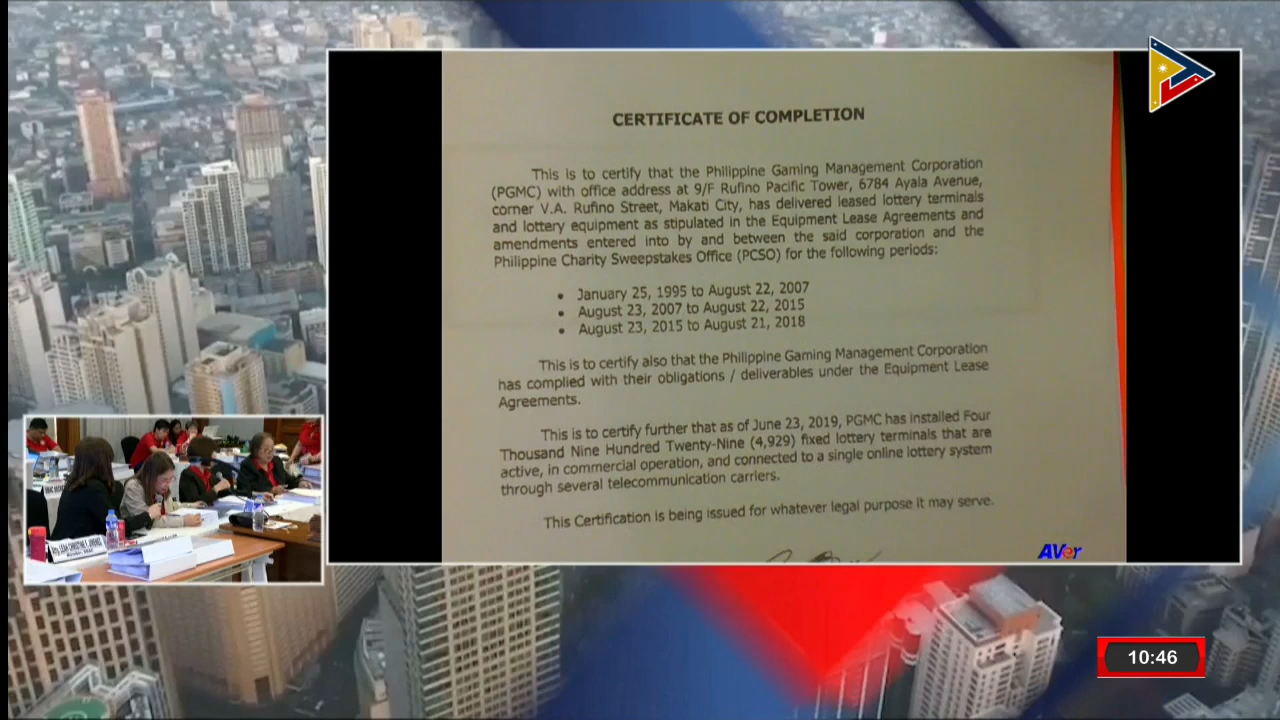 CERTIFICATE OF COMPLETION
This is to certify that the Philippine Gaming Management Corporation
(PGMC) with office address at 9/F Rufino Pacific Tower, 6784 Ayala Avenue,
corner V.A. Rufino Street, Makati City, has delivered leased lottery terminals
and lottery equipment as stipulated in the Equipment Lease Agreements and
amendments entered into by and between the said corporation and the
Philippine Charity Sweepstakes Office (PCSO) for the following periods:
• January 25, 1995 to August 22, 2007
• August 23, 2007 to August 22, 2015
• August 23, 2015 to August 21, 2018
This is to certify also that the Philippine Gaming Management Corporation
has complied with their obligations / deliverables under the Equipment Lease
Agreements.
This is to certify further that as of June 23, 2019, PGMC has installed Four
Thousand Nine Hundred Twenty-Nine (4,929) fixed lottery terminals that are
active, in commercial operation, and connected to a single online lottery system
through several telecommunication carriers.
This Certification is being issued for whatever legal purpose it may serve.
AVer
10:46